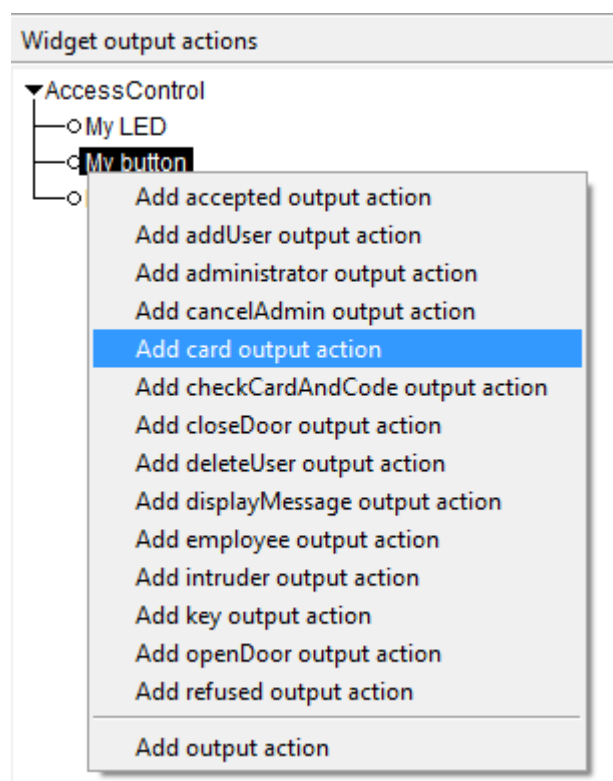 Widget output actions
AccessControl
My LED
My button
Add accepted output action
Add addUser output action
Add administrator output action
Add cancelAdmin output action
Add card output action
Add checkCardAndCode output action
Add closeDoor output action
Add deleteUser output action
Add displayMessage output action
Add employee output action
Add intruder output action
Add key output action
Add openDoor output action
Add refused output action
Add output action